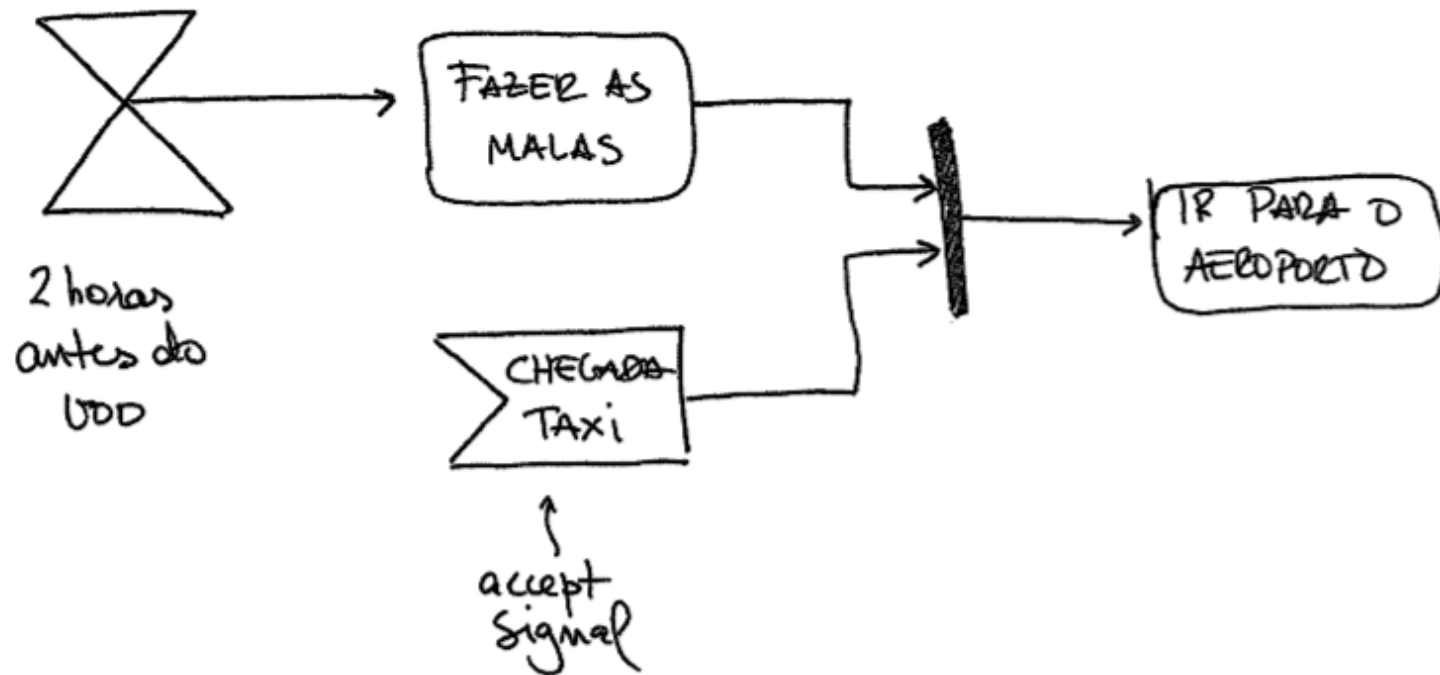 FAZER AS
MALAS
IR PARA O
AEROPORTO
2 horas
antes do
VOO
CHEGADA
TAXi
accept
signal